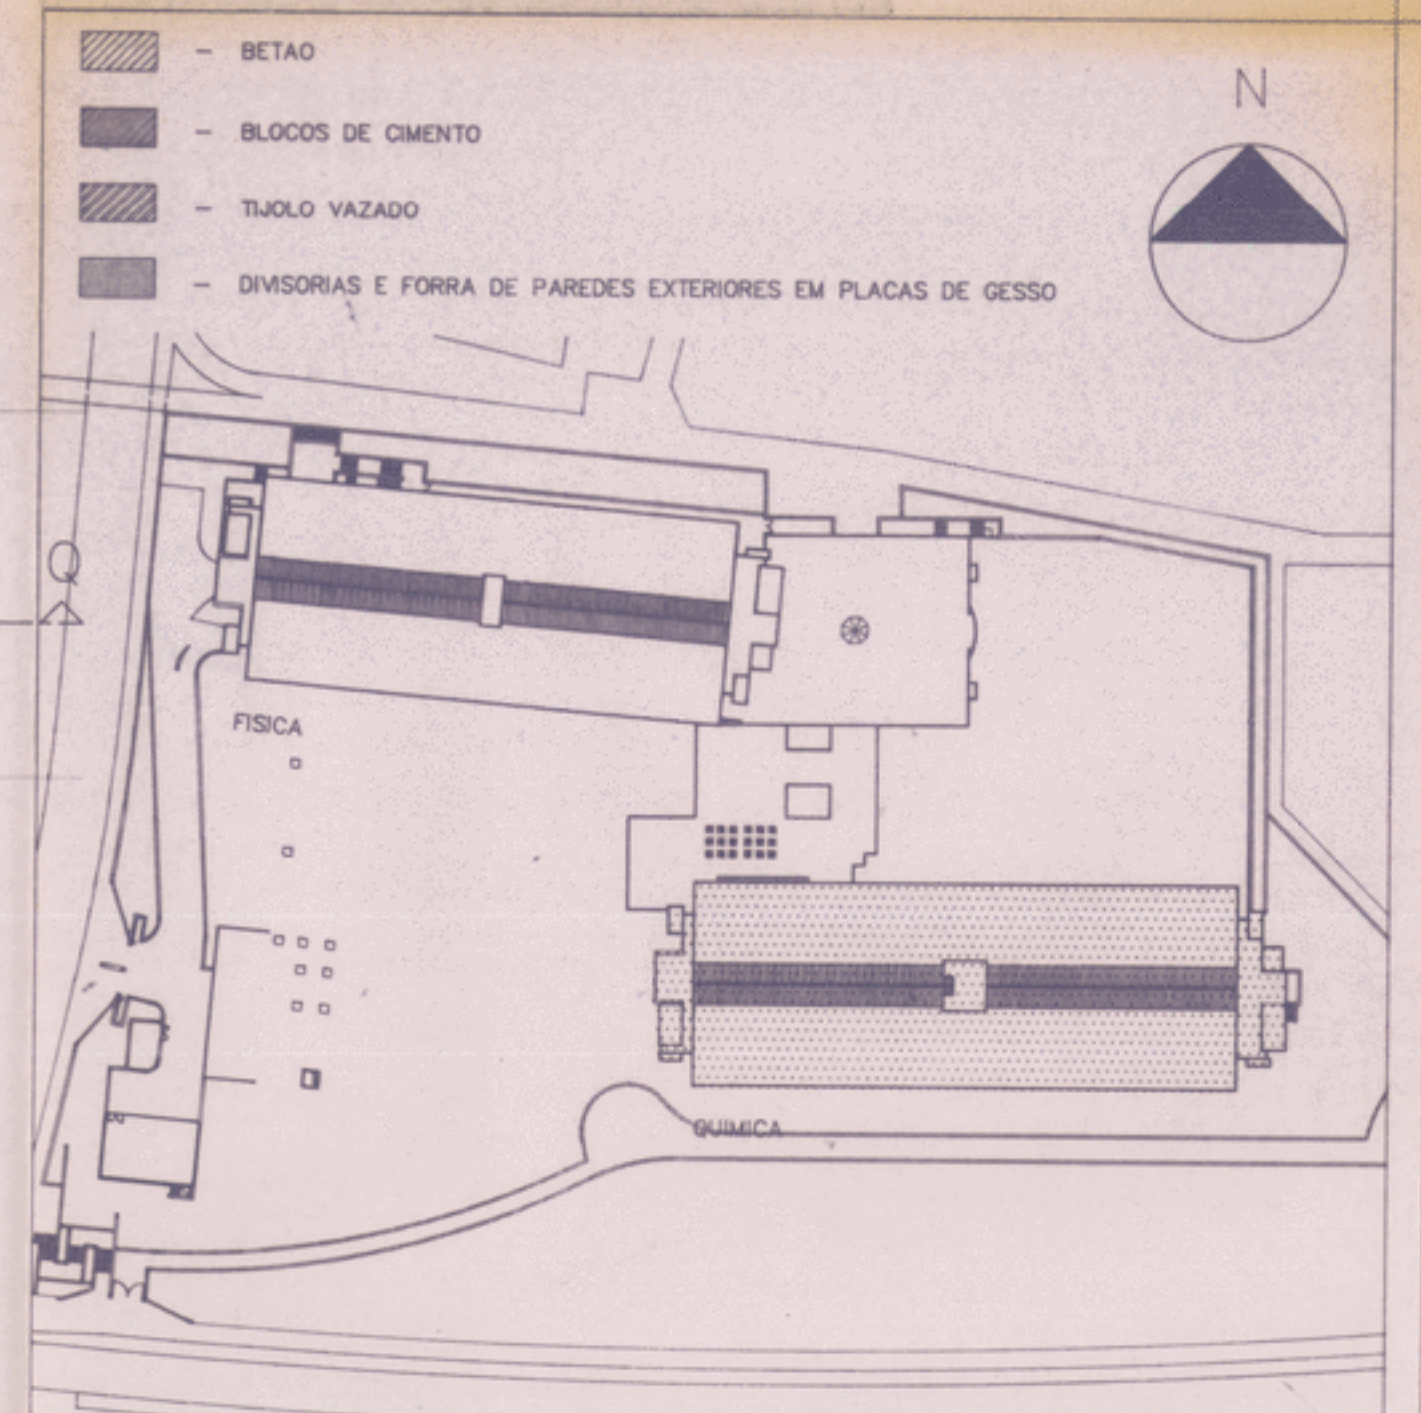 - BETAO
N
- BLOCOS DE CIMENTO
- TIJOLO VAZADO
- DIVISORIAS E FORRA DE PAREDES EXTERIORES EM PLACAS DE GESSO
Q
FISICA
QUIMICA